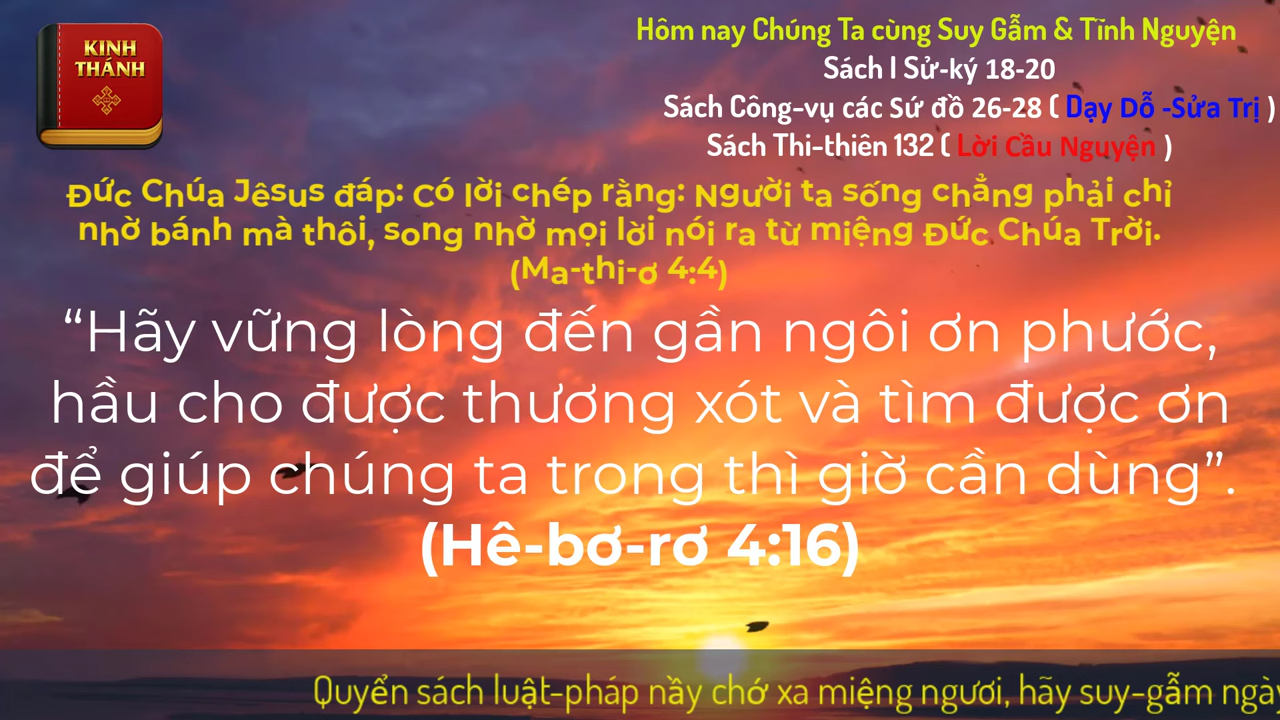 KINH
THÁNH
Hôm nay Chúng Ta cùng Suy Gẫm & Tĩnh Nguyện
Sách I Sử-ký 18-20
Sách Công-vụ các Sứ đồ 26-28 ( Dạy Dỗ -Sửa Trị )
Sách Thi-thiên 132 ( Lời Cầu Nguyện )
Đức Chúa Jêsus đáp: Có lời chép rằng: Người ta sống chẳng phải chỉ
nhờ bánh mà thôi, song nhờ mọi lời nói ra từ miệng Đức Chúa Trời.
(Ma-thi-ơ 4:4)
“Hãy vững lòng đến gần ngôi ơn phước,
hầu cho được thương xót và tìm được ơn
để giúp chúng ta trong thì giờ cần dùng”.
(Hê-bơ-rơ 4:16)
Quyển sách luật-pháp nầy chớ xa miệng ngươi, hãy suy-gẫm ngày